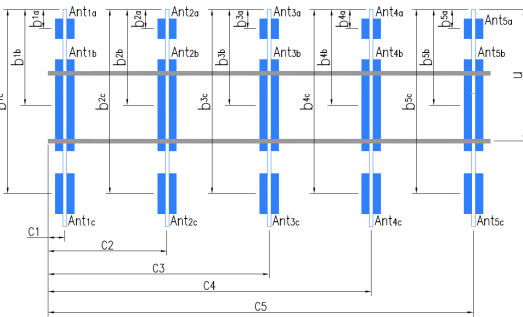 Ant1a Ant2a Ant3a Ant4a Ant5a
b1a b2a b3a b4a b5a
Ant1b Ant2b Ant3b Ant4b Ant5b
b1b b2b b3b b4b b5b
b1c b2c b3c b4c b5c
Ant1c Ant2c Ant3c Ant4c Ant5c
C1
C2
C3
C4
C5